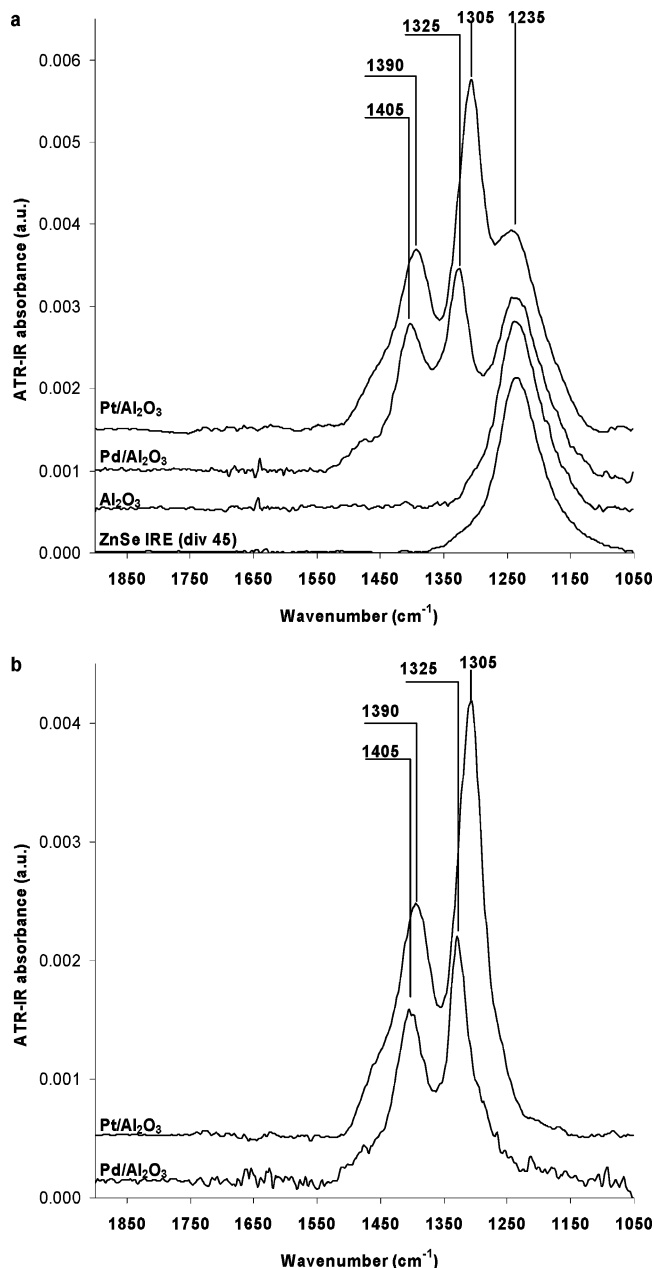 a
1325
1305
1235
1390
1405
0.006
0.005
0.004
0.003
0.002
0.001
0.000
ATR-IR absorbance (a.u.)
Pt/Al₂O₃
Pd/Al₂O₃
Al₂O₃
ZnSe IRE (div 45)
1850 1750 1650 1550 1450 1350 1250 1150 1050
Wavenumber (cm⁻¹)
b
1325
1305
1390
1405
0.004
0.003
0.002
0.001
0.000
ATR-IR absorbance (a.u.)
Pt/Al₂O₃
Pd/Al₂O₃
1850 1750 1650 1550 1450 1350 1250 1150 1050
Wavenumber (cm⁻¹)